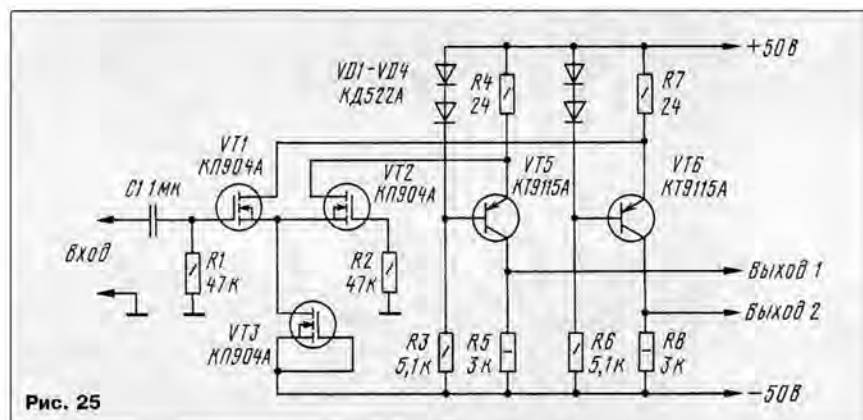 +50В
VD1-VD4
КД522А
R4
24
R7
24
VT1
КП904А
VT2
КП904А
VT5
КТ9115А
VT6
КТ9115А
C1 1мк
Вход
R1
47к
R2
47к
Выход 1
Выход 2
VT3
КП904А
R3
5,1к
R5
3к
R6
5,1к
R8
3к
-50В
Рис. 25